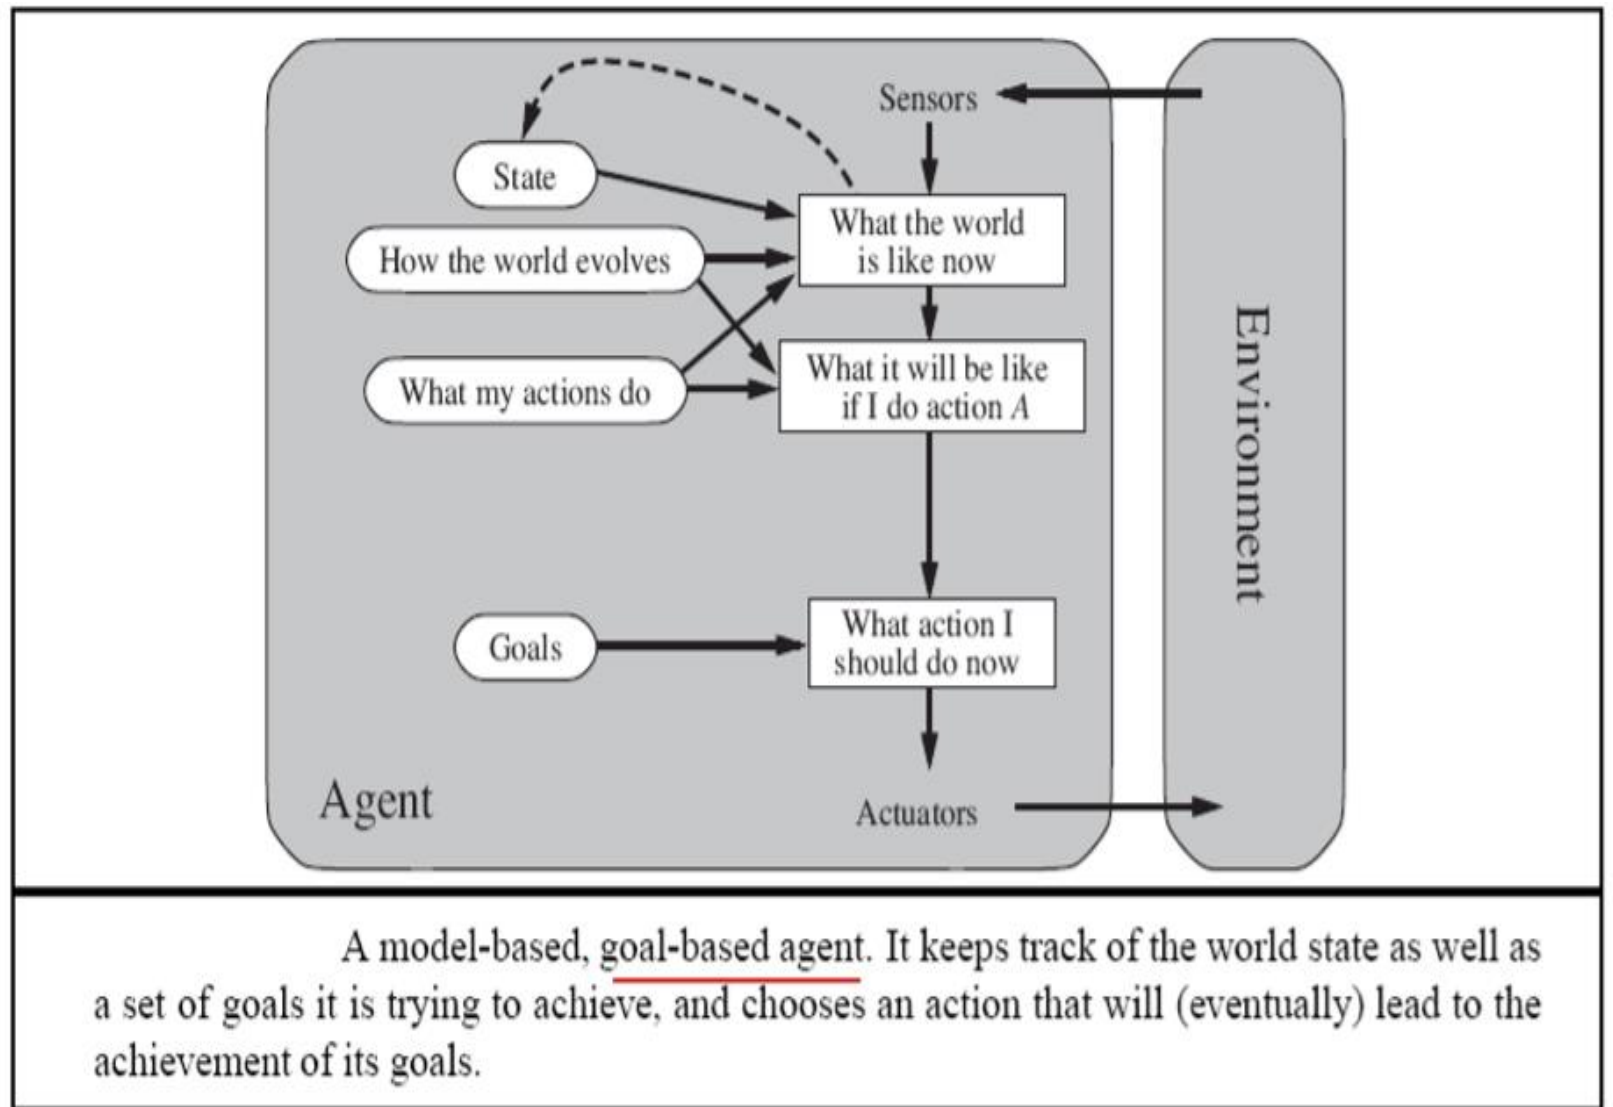 Sensors
State
What the world
is like now
How the world evolves
What it will be like
if I do action A
What my actions do
Environment
What action I
should do now
Goals
Agent
Actuators
A model-based, goal-based agent. It keeps track of the world state as well as
a set of goals it is trying to achieve, and chooses an action that will (eventually) lead to the
achievement of its goals.